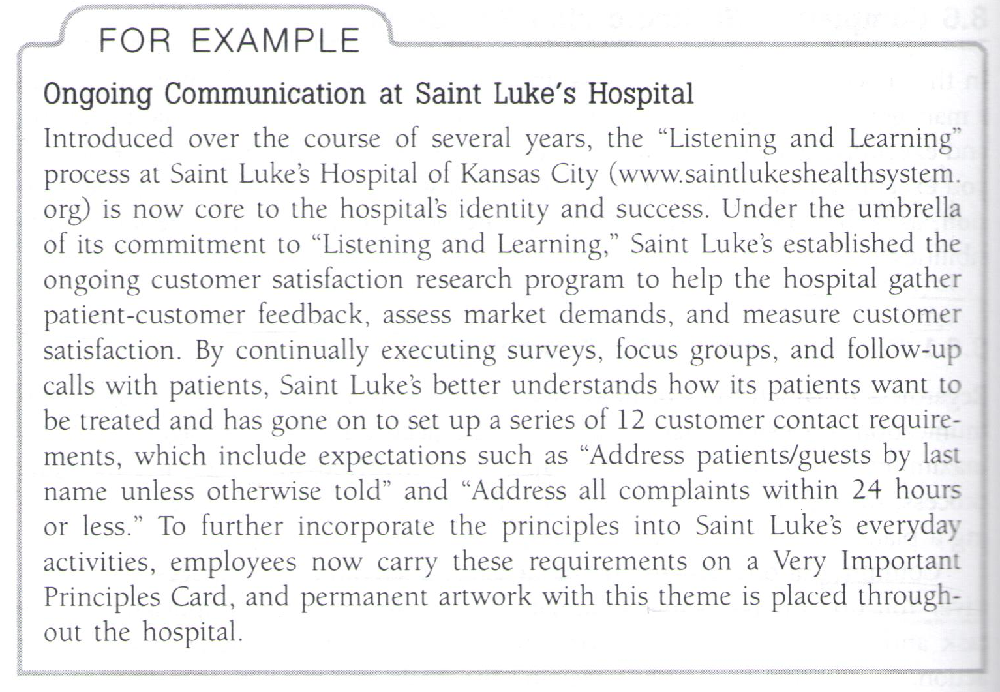 FOR EXAMPLE
Ongoing Communication at Saint Luke's Hospital
Introduced over the course of several years, the “Listening and Learning”
process at Saint Luke's Hospital of Kansas City (www.saintlukeshealthsystem.
org) is now core to the hospital's identity and success. Under the umbrella
of its commitment to “Listening and Learning,” Saint Luke's established the
ongoing customer satisfaction research program to help the hospital gather
patient-customer feedback, assess market demands, and measure customer
satisfaction. By continually executing surveys, focus groups, and follow-up
calls with patients, Saint Luke's better understands how its patients want to
be treated and has gone on to set up a series of 12 customer contact require-
ments, which include expectations such as “Address patients/guests by last
name unless otherwise told” and “Address all complaints within 24 hours
or less.” To further incorporate the principles into Saint Luke's everyday
activities, employees now carry these requirements on a Very Important
Principles Card, and permanent artwork with this theme is placed through-
out the hospital.